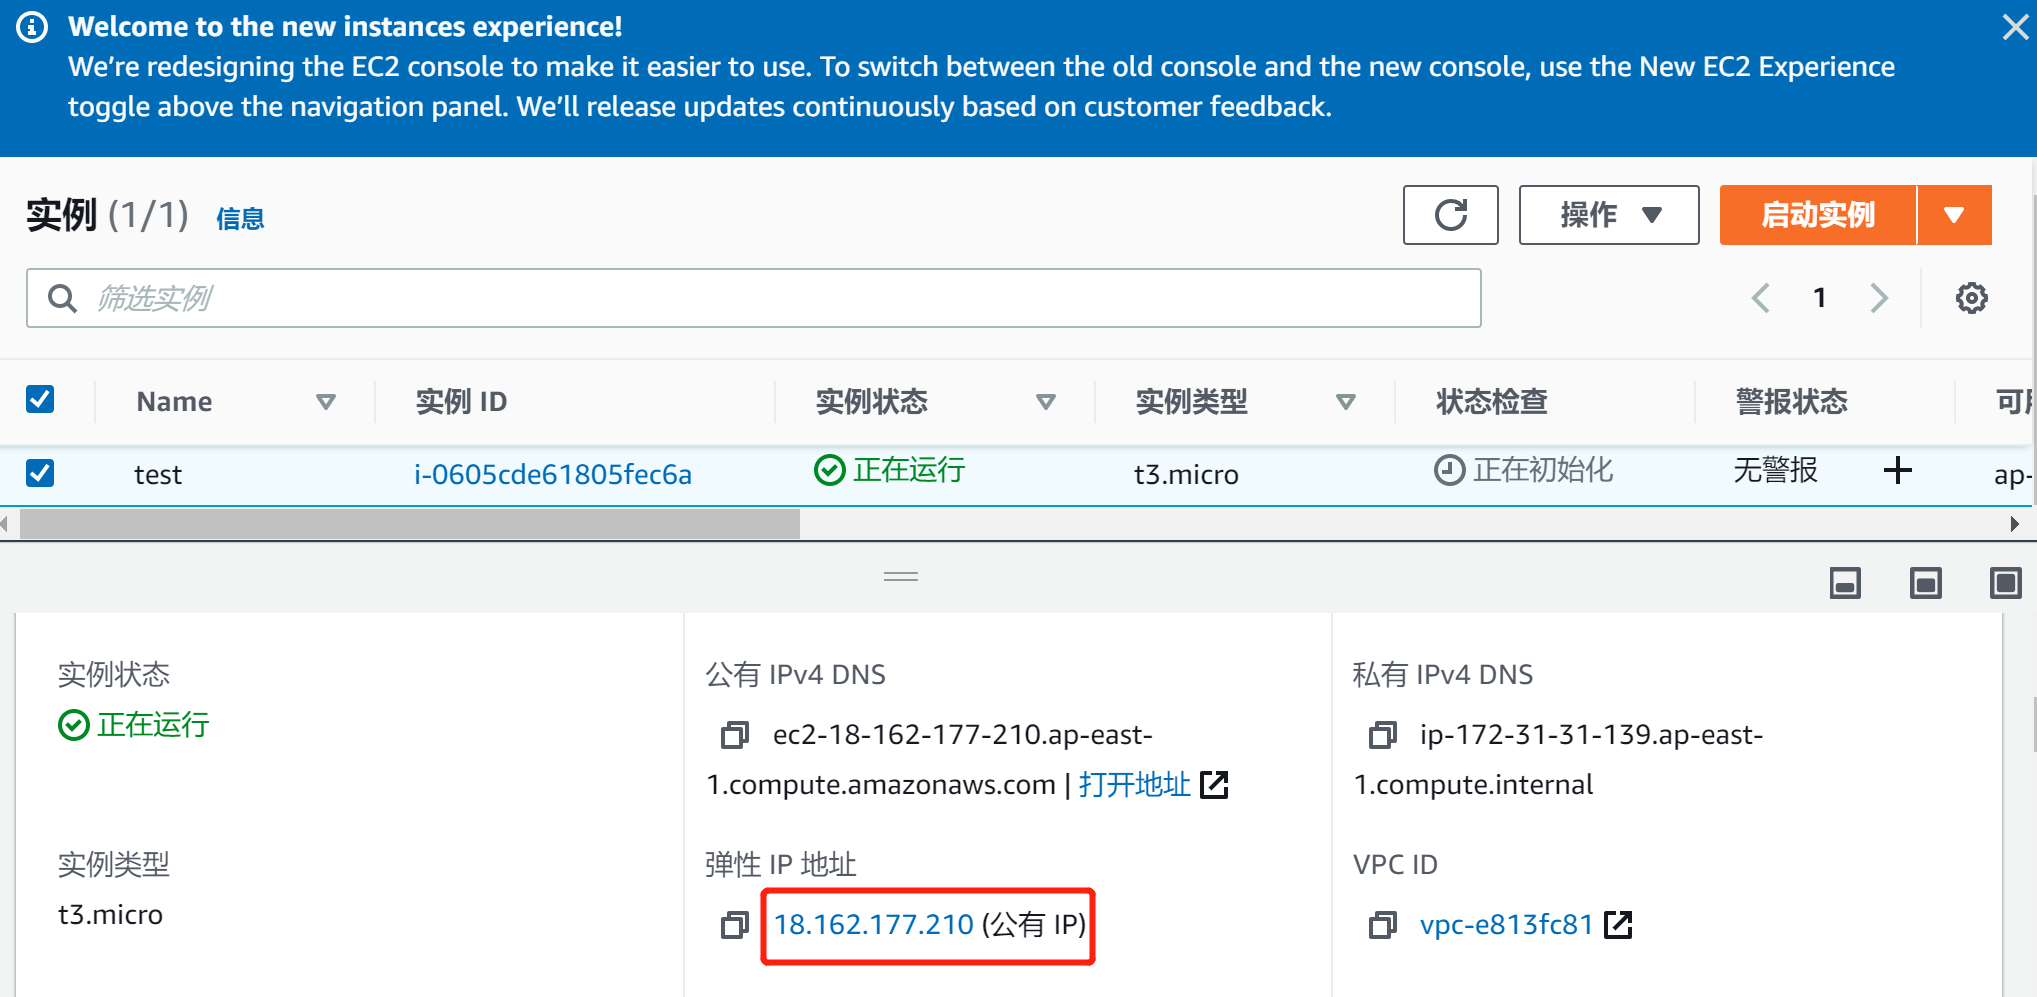 Welcome to the new instances experience!
We’re redesigning the EC2 console to make it easier to use. To switch between the old console and the new console, use the New EC2 Experience
toggle above the navigation panel. We’ll release updates continuously based on customer feedback.
实例 (1/1) 信息
操作
启动实例
筛选实例
1
Name 实例 ID 实例状态 实例类型 状态检查 警报状态
test i-0605cde61805fec6a 正在运行 t3.micro 正在初始化 无警报 ap-
实例状态
正在运行
实例类型
t3.micro
公有 IPv4 DNS
ec2-18-162-177-210.ap-east-
1.compute.amazonaws.com | 打开地址
弹性 IP 地址
18.162.177.210 (公有 IP)
私有 IPv4 DNS
ip-172-31-31-139.ap-east-
1.compute.internal
VPC ID
vpc-e813fc81